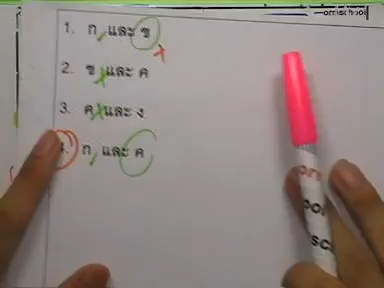 onschool
1. ก และ ข
2. ข และ ค
3. ค และ ง
4. ก และ ค